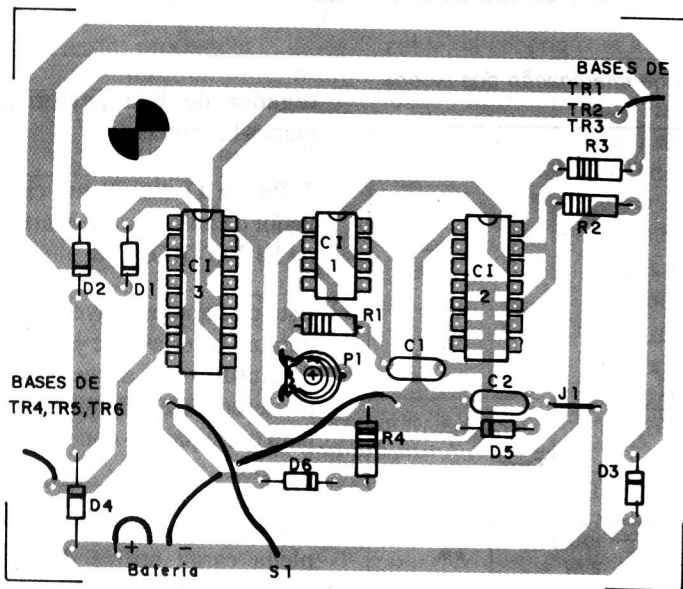 BASES DE
TR1
TR2
TR3
R3
R2
CI
1
CI
2
CI
3
D2
D1
R1
P1
C1
BASES DE
TR4,TR5,TR6
C2
J1
R4
D5
D6
D3
D4
+
-
Bateria
S1